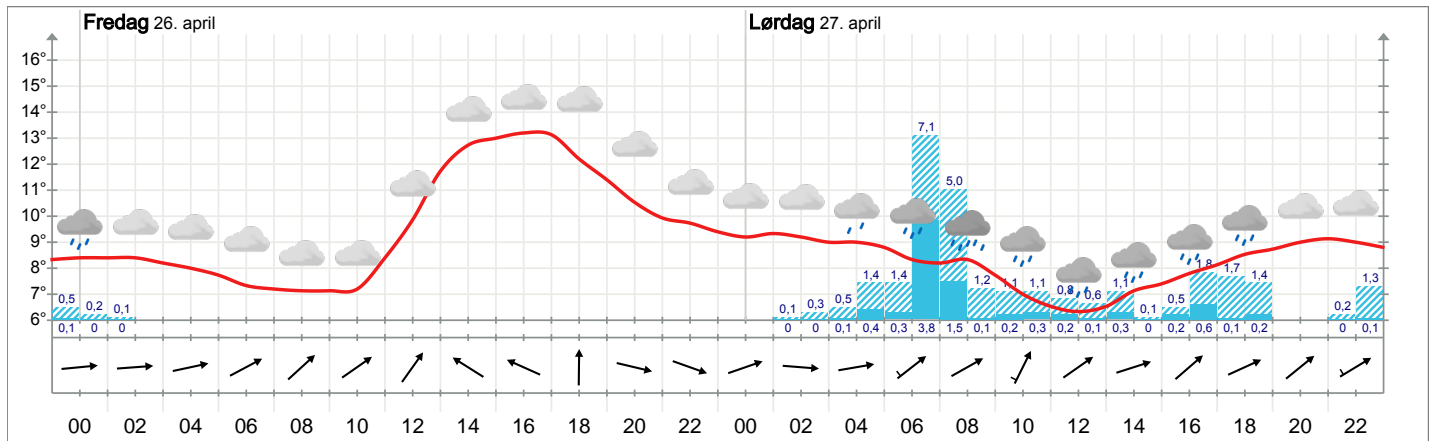 Fredag 26. april Lørdag 27. april
16°
15°
14°
13° 7,1
12°
11° 5,0
10°
9°
8° 1,8 1,7
7° 1,4 1,4 1,2 1,1 1,1 0,8 0,6 1,1 1,4 1,3
0,5 0,2 0,1 0,1 0,3 0,5 0,1 0,5 0,2
6° 0,1 0 0 0 0 0,1 0,4 0,3 3,8 1,5 0,1 0,2 0,3 0,2 0,1 0,3 0 0,2 0,6 0,1 0,2 0 0,1
00 02 04 06 08 10 12 14 16 18 20 22 00 02 04 06 08 10 12 14 16 18 20 22